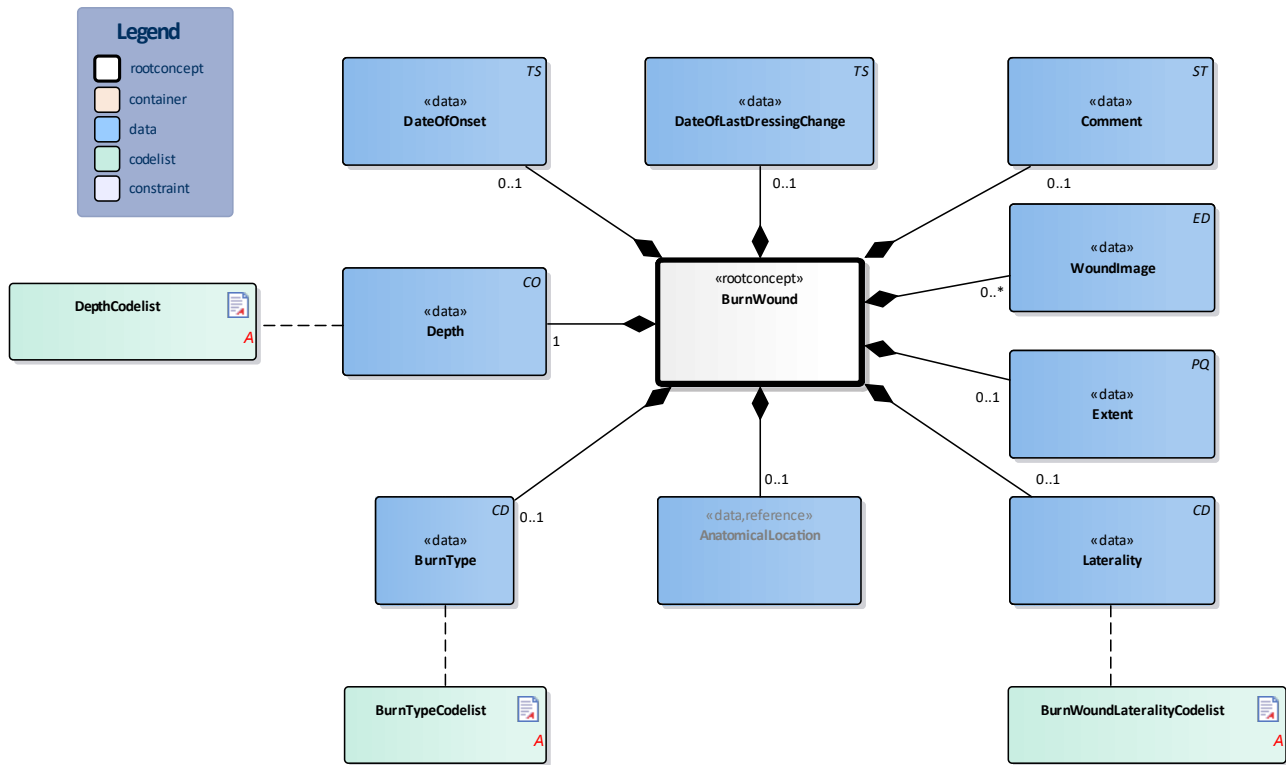 Legend
rootconcept
container
data
codelist
constraint
TS
«data»
DateOfOnset
0..1
TS
«data»
DateOfLastDressingChange
0..1
ST
«data»
Comment
0..1
ED
«data»
WoundImage
0..*
«rootconcept»
BurnWound
DepthCodelist
A
CO
«data»
Depth
1
PQ
«data»
Extent
0..1
CD
«data»
BurnType
0..1
0..1
«data,reference»
AnatomicalLocation
0..1
CD
«data»
Laterality
BurnTypeCodelist
A
BurnWoundLateralityCodelist
A